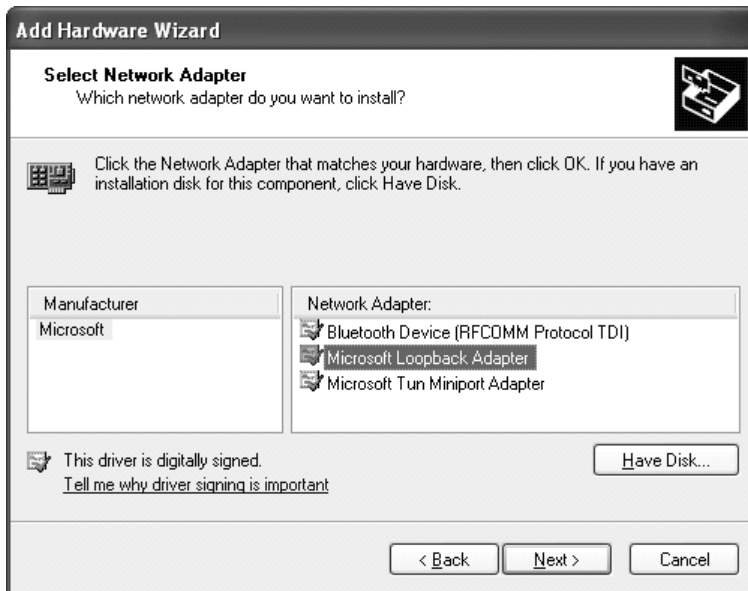 Add Hardware Wizard
Select Network Adapter
Which network adapter do you want to install?
Click the Network Adapter that matches your hardware, then click OK. If you have an
installation disk for this component, click Have Disk.
Manufacturer
Microsoft
Network Adapter:
Bluetooth Device (RFCOMM Protocol TDI)
Microsoft Loopback Adapter
Microsoft Tun Miniport Adapter
This driver is digitally signed.
Tell me why driver signing is important
Have Disk...
< Back
Next >
Cancel